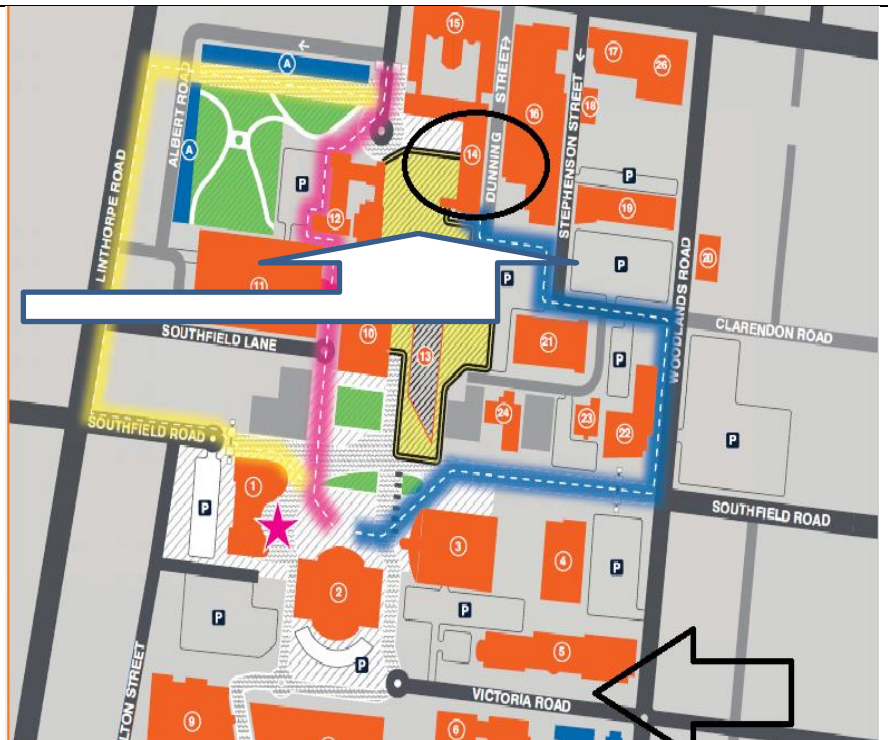 15
17
26
A
DUNNING STREET
STEPHENSON STREET
16
18
ALBERT ROAD
14
A
P
P
LINTHORPE ROAD
12
19
20
11
P
P
WOODLANDS ROAD
CLARENDON ROAD
SOUTHFIELD LANE
10
13
21
P
24
23
22
P
SOUTHFIELD ROAD
1
P
SOUTHFIELD ROAD
3
4
P
2
P
P
5
P
VICTORIA ROAD
LTON STREET
9
6